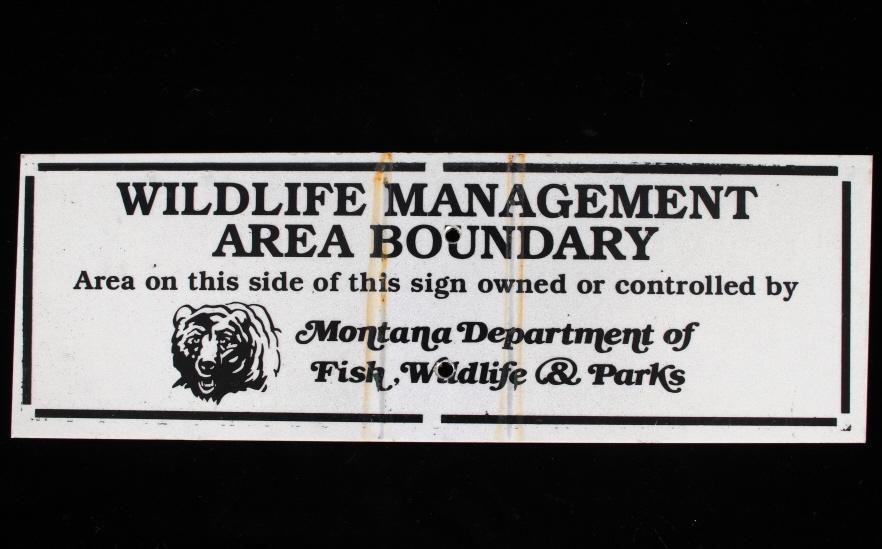 WILDLIFE MANAGEMENT
AREA BOUNDARY
Area on this side of this sign owned or controlled by
Montana Department of
Fish, Wildlife & Parks